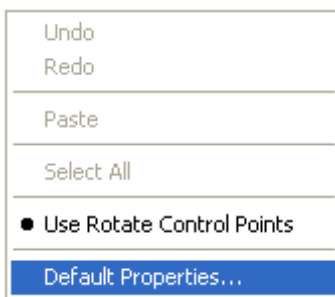 Undo
Redo
Paste
Select All
Use Rotate Control Points
Default Properties...